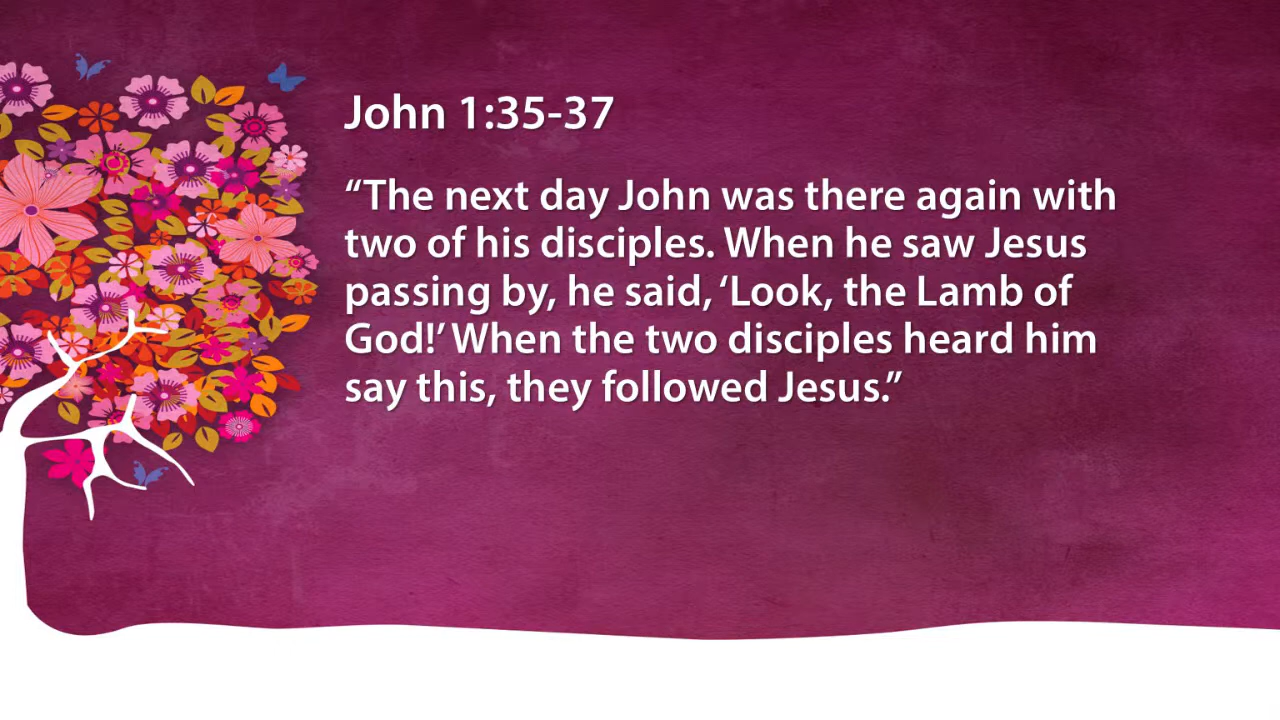 John 1:35-37
“The next day John was there again with
two of his disciples. When he saw Jesus
passing by, he said, ‘Look, the Lamb of
God!’ When the two disciples heard him
say this, they followed Jesus.”